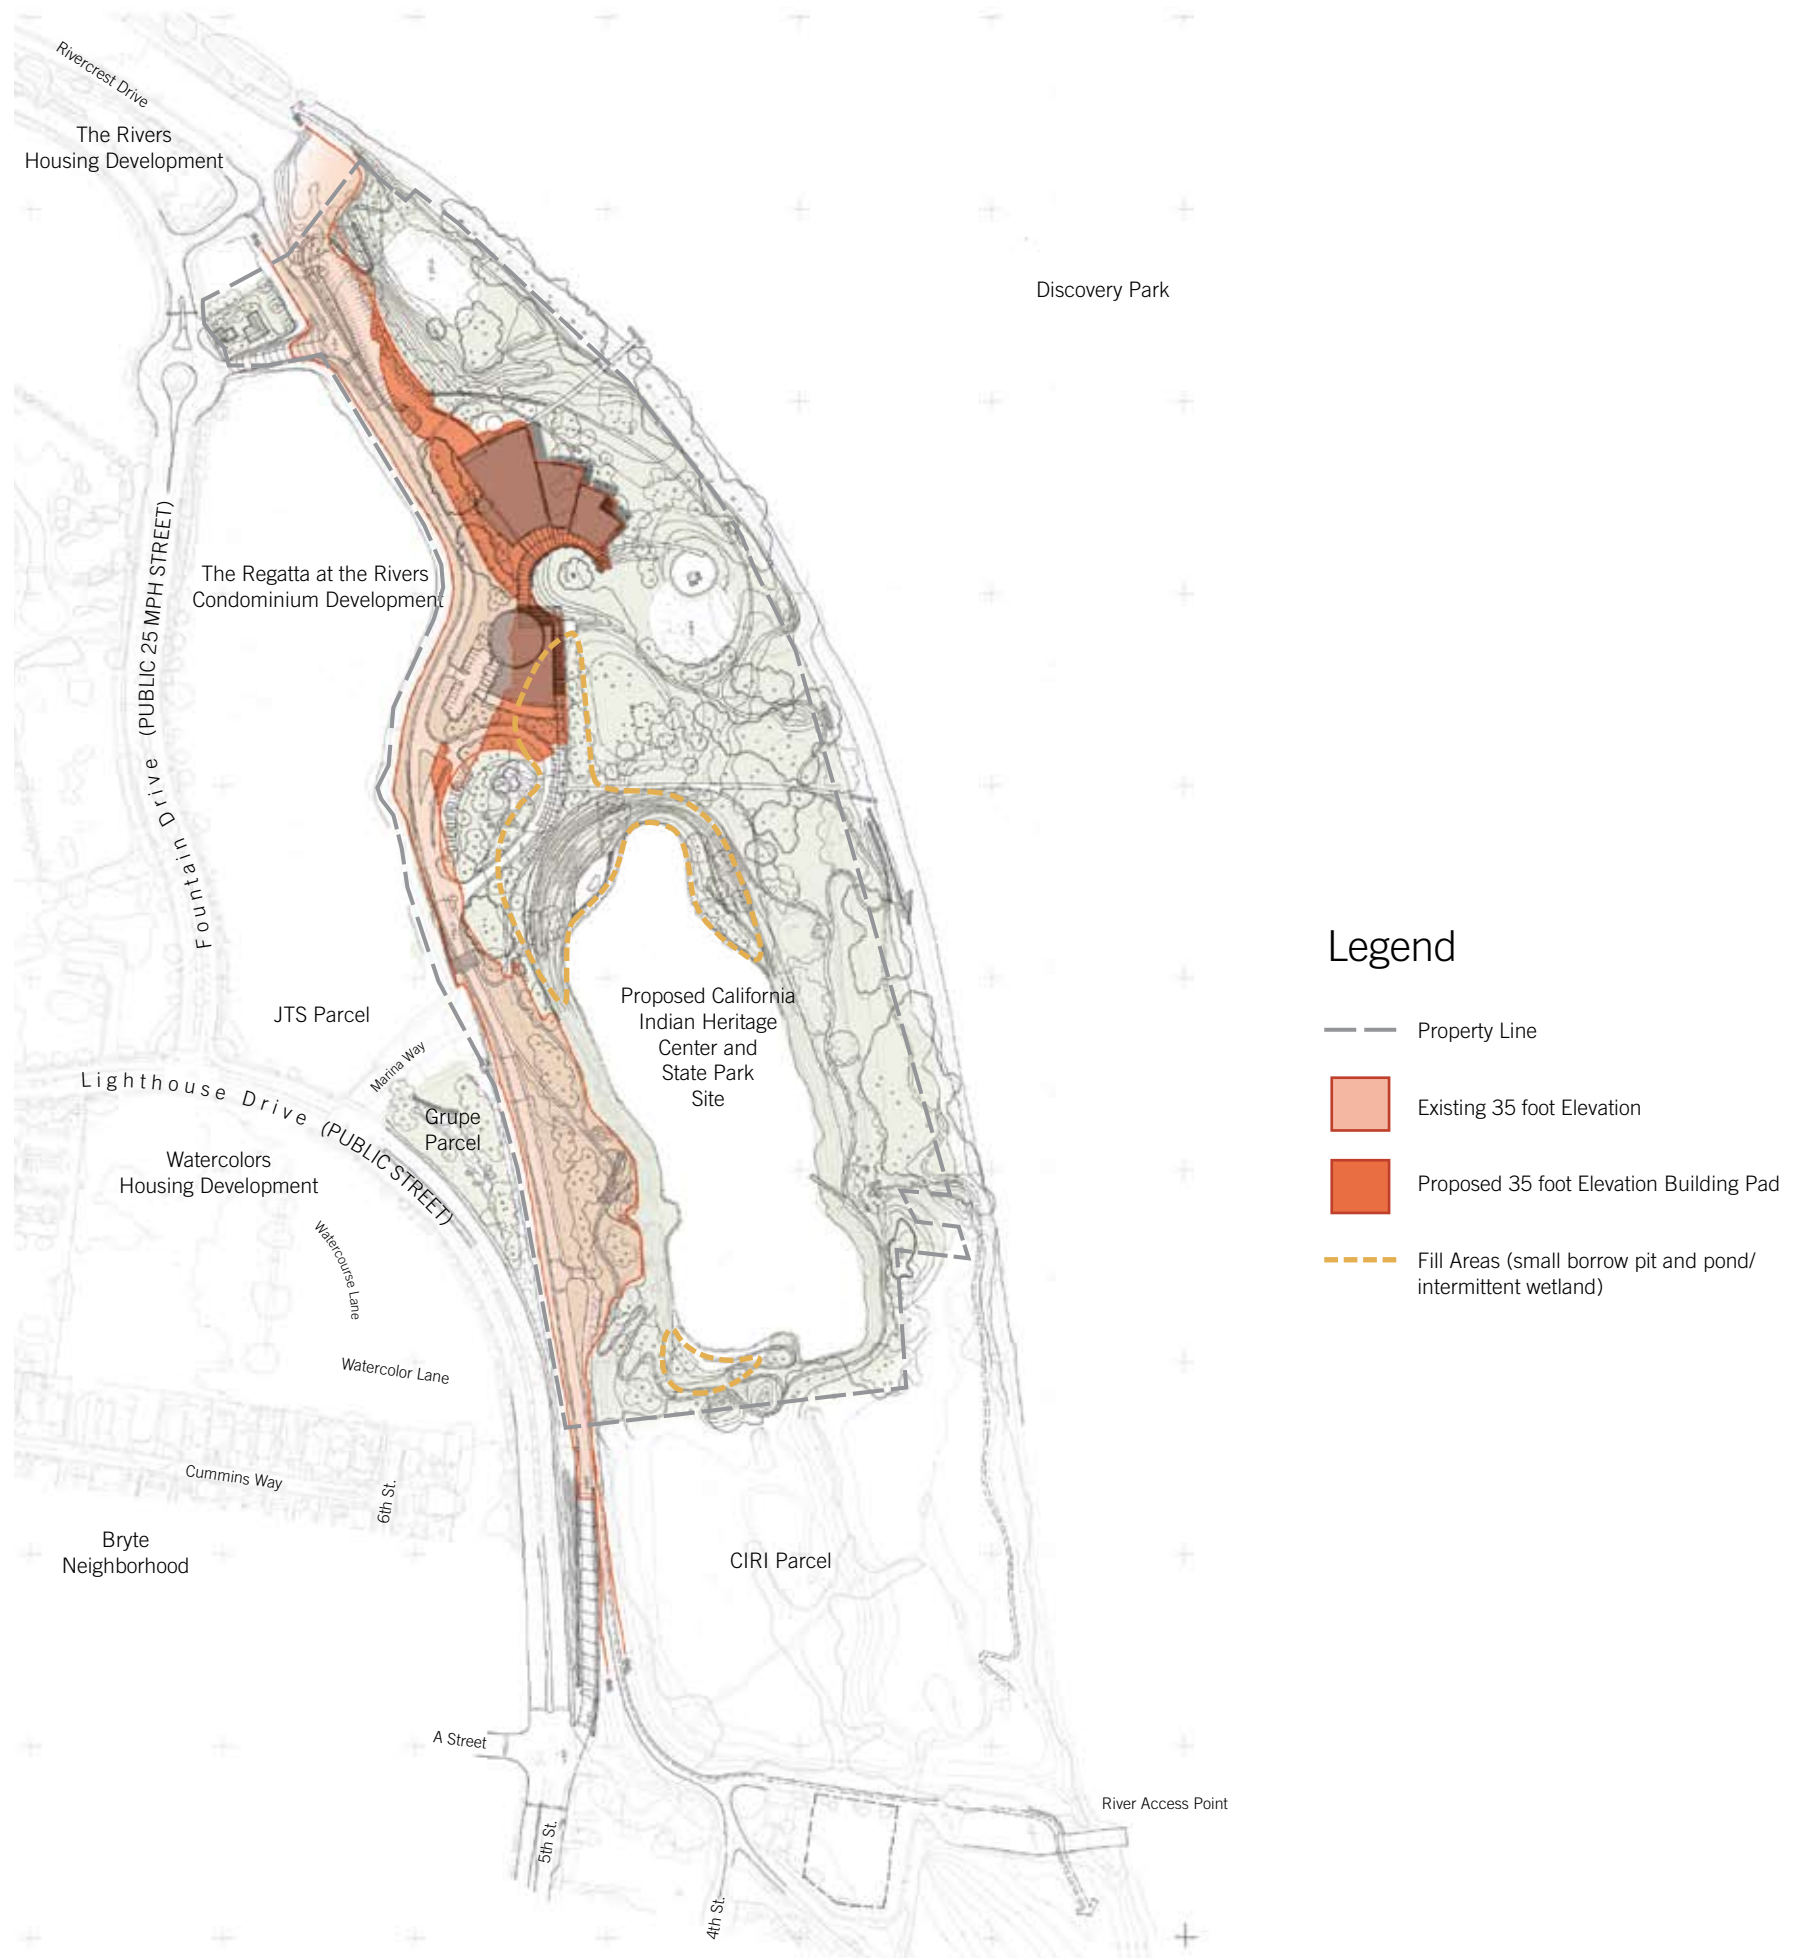 Rivercrest Drive
The Rivers
Housing Development
Discovery Park
Fountain Drive (PUBLIC 25 MPH STREET)
The Regatta at the Rivers
Condominium Development
Legend
Property Line
Existing 35 foot Elevation
Proposed 35 foot Elevation Building Pad
Fill Areas (small borrow pit and pond/
intermittent wetland)
Proposed California
Indian Heritage
Center and
State Park
Site
JTS Parcel
Marina Way
Lighthouse Drive (PUBLIC STREET)
Grupe
Parcel
Watercolors
Housing Development
Watercourse Lane
Watercolor Lane
Cummins Way
6th St.
Bryte
Neighborhood
CIRI Parcel
A Street
River Access Point
5th St.
4th St.